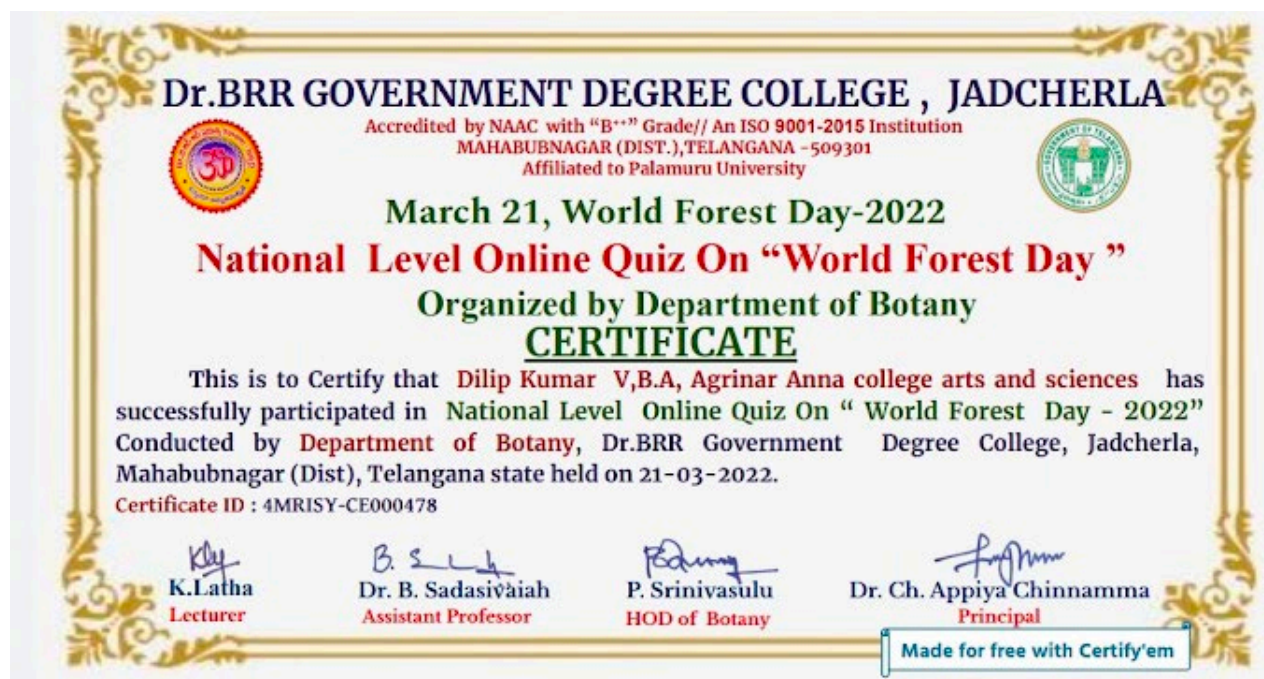 Dr.BRR GOVERNMENT DEGREE COLLEGE , JADCHERLA
Accredited by NAAC with “B++” Grade// An ISO 9001-2015 Institution
MAHABUBNAGAR (DIST.),TELANGANA -509301
Affiliated to Palamuru University
March 21, World Forest Day-2022
National Level Online Quiz On “World Forest Day ”
Organized by Department of Botany
CERTIFICATE
This is to Certify that Dilip Kumar V,B.A, Agrinar Anna college arts and sciences has
successfully participated in National Level Online Quiz On “ World Forest Day - 2022”
Conducted by Department of Botany, Dr.BRR Government Degree College, Jadcherla,
Mahabubnagar (Dist), Telangana state held on 21-03-2022.
Certificate ID : 4MRISY-CE000478
K.Latha
Lecturer
Dr. B. Sadasivaiah
Assistant Professor
P. Srinivasulu
HOD of Botany
Dr. Ch. Appiya Chinnamma
Principal
Made for free with Certify'em